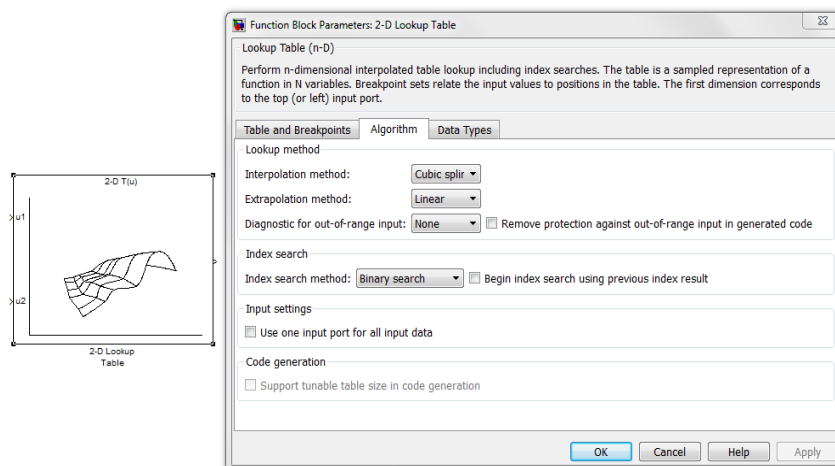 Function Block Parameters: 2-D Lookup Table
Lookup Table (n-D)
Perform n-dimensional interpolated table lookup including index searches. The table is a sampled representation of a
function in N variables. Breakpoint sets relate the input values to positions in the table. The first dimension corresponds
to the top (or left) input port.
Table and Breakpoints Algorithm Data Types
Lookup method
Interpolation method: Cubic splir
Extrapolation method: Linear
Diagnostic for out-of-range input: None Remove protection against out-of-range input in generated code
Index search
Index search method: Binary search Begin index search using previous index result
Input settings
Use one input port for all input data
Code generation
Support tunable table size in code generation
OK Cancel Help Apply
2-D T(u)
u1
u2
2-D Lookup
Table